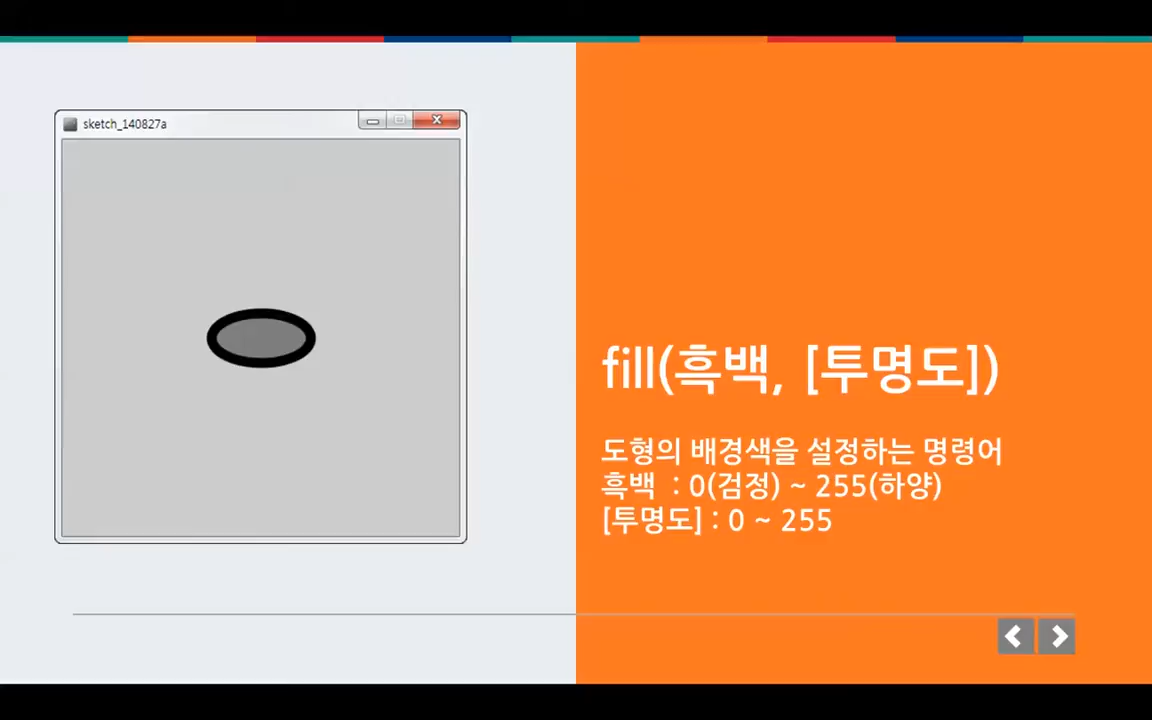 sketch_140827a
fill(흑백, [투명도])
도형의 배경색을 설정하는 명령어
흑백 : 0(검정) ~ 255(하양)
[투명도] : 0 ~ 255